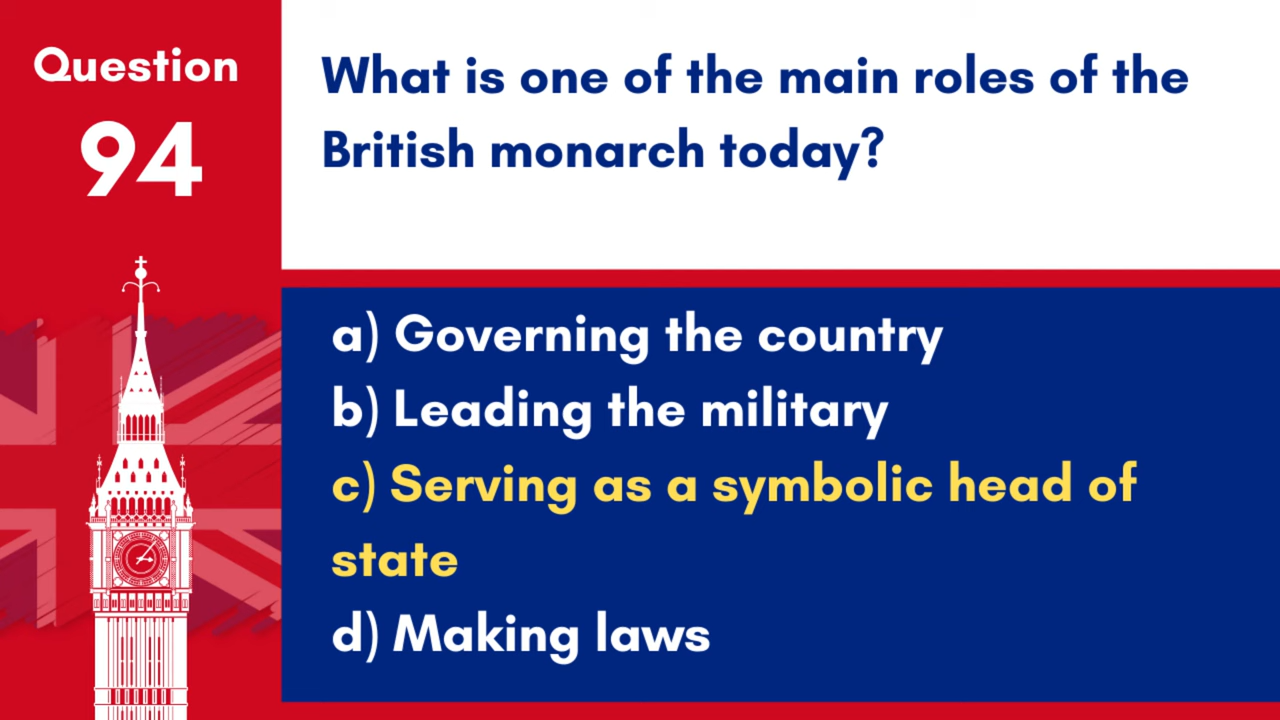 Question
94
What is one of the main roles of the
British monarch today?
a) Governing the country
b) Leading the military
c) Serving as a symbolic head of
state
d) Making laws